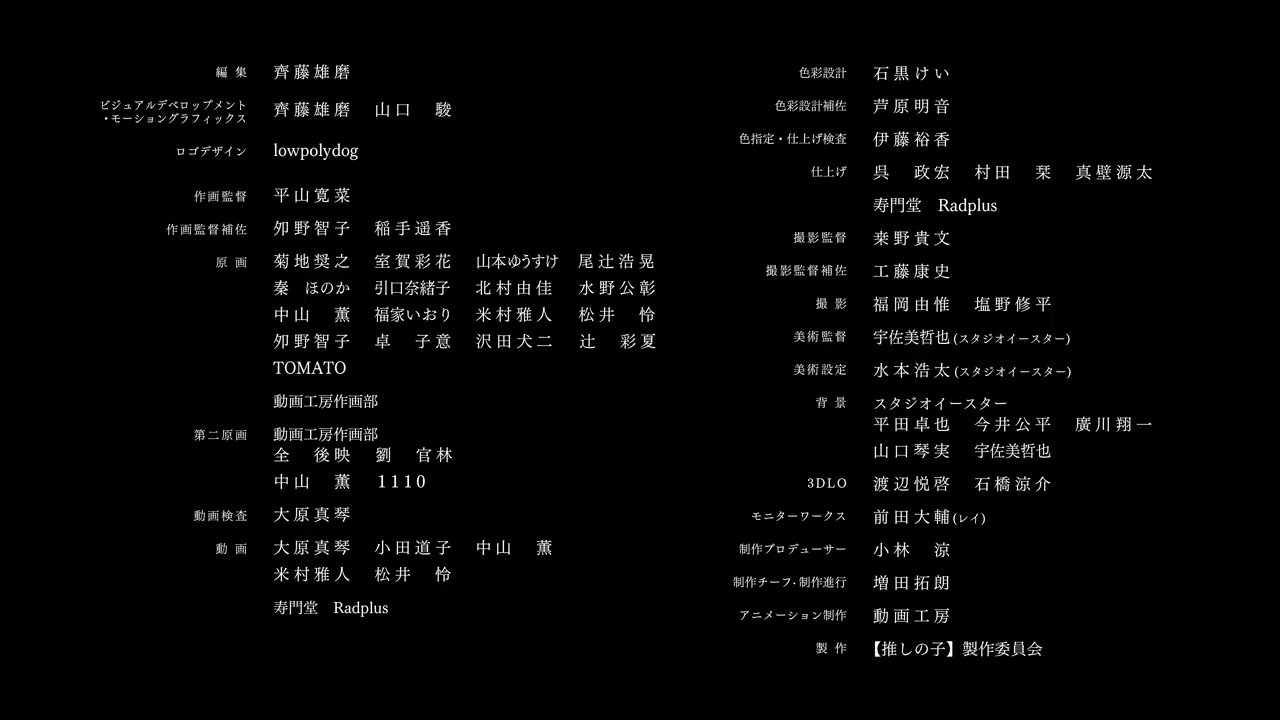 編 集 齊藤雄磨
ビジュアルデベロップメント
・モーショングラフィックス 齊藤雄磨 山口 駿
ロゴデザイン lowpolydog
作画監督 平山寛菜
作画監督補佐 夘野智子 稲手遥香
原 画 菊地奨之 室賀彩花 山本ゆうすけ 尾辻浩晃
秦 ほのか 引口奈緒子 北村由佳 水野公彰
中山 薫 福家いおり 米村雅人 松井 怜
夘野智子 卓 子意 沢田犬二 辻 彩夏
TOMATO
動画工房作画部
第二原画 動画工房作画部
全 後映 劉 官林
中山 薫 1110
動画検査 大原真琴
動 画 大原真琴 小田道子 中山 薫
米村雅人 松井 怜
寿門堂 Radplus
色彩設計 石黒けい
色彩設計補佐 芦原明音
色指定・仕上げ検査 伊藤裕香
仕上げ 呉 政宏 村田 栞 真壁源太
寿門堂 Radplus
撮影監督 桒野貴文
撮影監督補佐 工藤康史
撮 影 福岡由惟 塩野修平
美術監督 宇佐美哲也(スタジオイースター)
美術設定 水本浩太(スタジオイースター)
背 景 スタジオイースター
平田卓也 今井公平 廣川翔一
山口琴実 宇佐美哲也
3DLO 渡辺悦啓 石橋涼介
モニターワークス 前田大輔(レイ)
制作プロデューサー 小林 涼
制作チーフ・制作進行 増田拓朗
アニメーション制作 動画工房
製 作 【推しの子】製作委員会